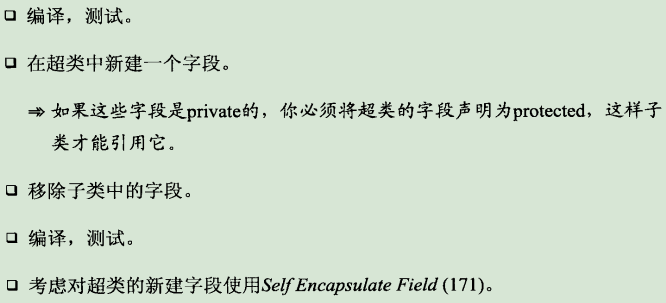 ❑ 编译，测试。
❑ 在超类中新建一个字段。
⇒ 如果这些字段是private的，你必须将超类的字段声明为protected，这样子
类才能引用它。
❑ 移除子类中的字段。
❑ 编译，测试。
❑ 考虑对超类的新建字段使用Self Encapsulate Field (171)。